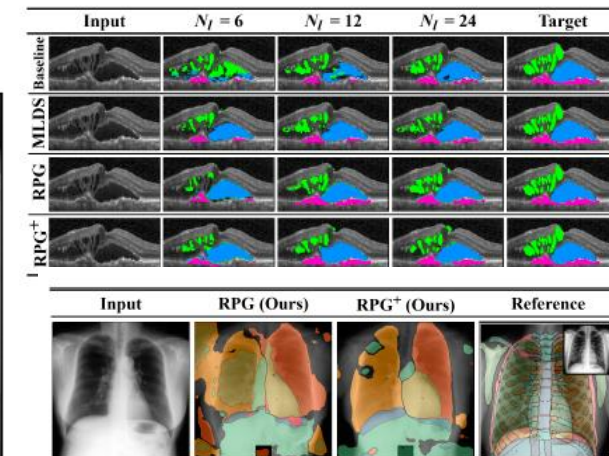 Input N_l = 6 N_l = 12 N_l = 24 Target
Baseline
MLDS
RPG
RPG⁺
Input RPG (Ours) RPG⁺ (Ours) Reference